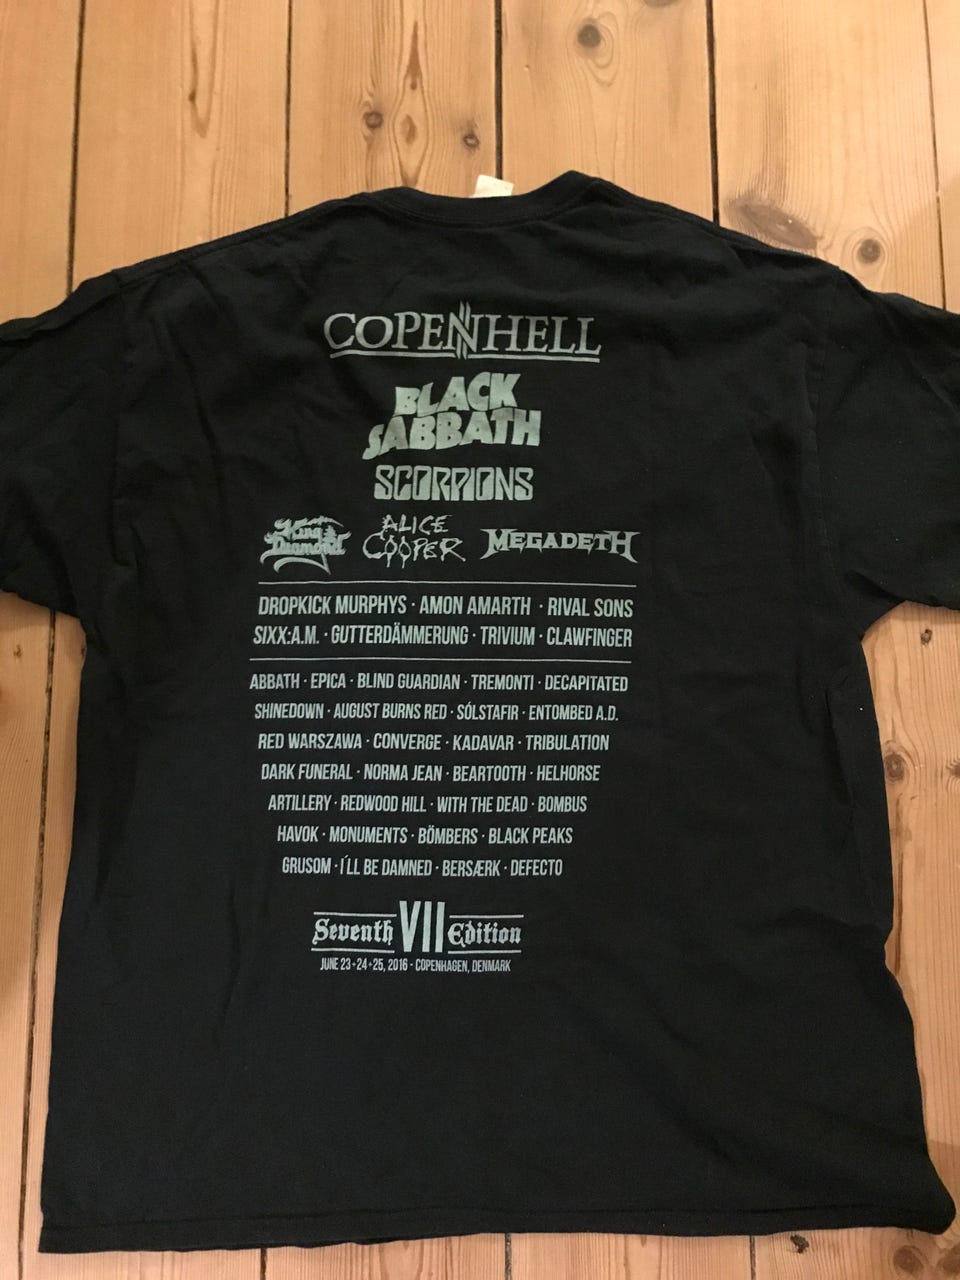 COPENHELL
BLACK
SABBATH
SCORPIONS
King Diamond ALICE COOPER MEGADETH
DROPKICK MURPHYS · AMON AMARTH · RIVAL SONS
SIXX:A.M. · GUTTERDÄMMERUNG · TRIVIUM · CLAWFINGER
ABBATH · EPICA · BLIND GUARDIAN · TREMONTI · DECAPITATED
SHINEDOWN · AUGUST BURNS RED · SÓLSTAFIR · ENTOMBED A.D.
RED WARSZAWA · CONVERGE · KADAVAR · TRIBULATION
DARK FUNERAL · NORMA JEAN · BEARTOOTH · HELHORSE
ARTILLERY · REDWOOD HILL · WITH THE DEAD · BOMBUS
HAVOK · MONUMENTS · BÖMBERS · BLACK PEAKS
GRUSOM · I´LL BE DAMNED · BERSÆRK · DEFECTO
Seventh VII Edition
JUNE 23+24+25, 2016 · COPENHAGEN, DENMARK